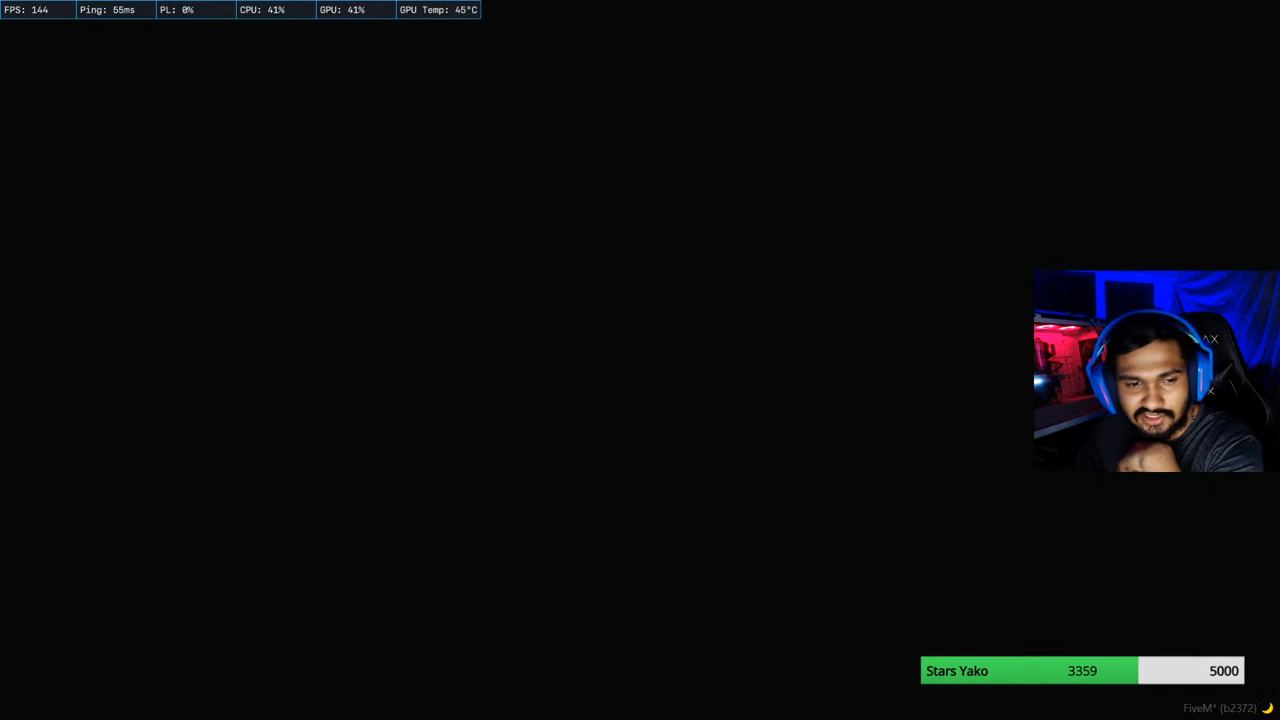 FPS: 144 Ping: 55ms PL: 0% CPU: 41% GPU: 41% GPU Temp: 45°C
Stars Yako 3359 5000
FiveM* (b2372)